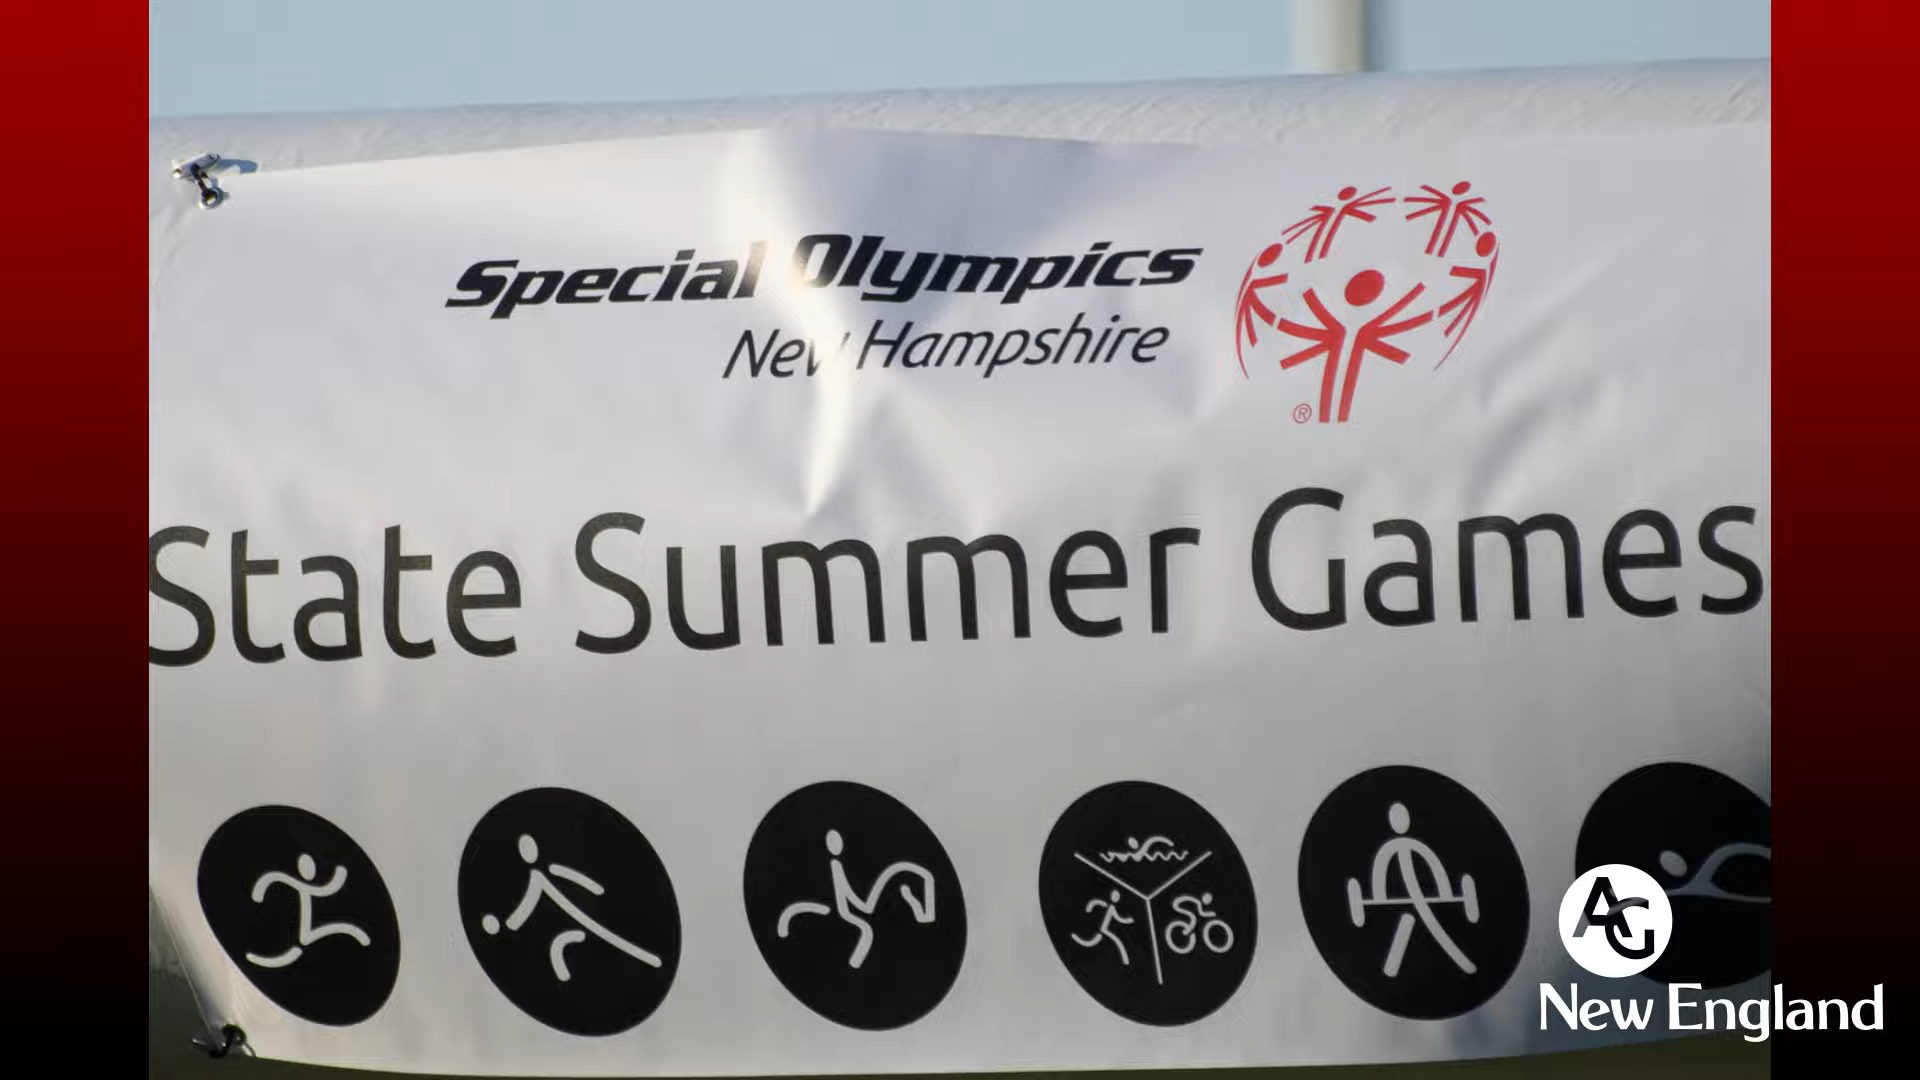 Special Olympics
New Hampshire
®
State Summer Games
AG
New England